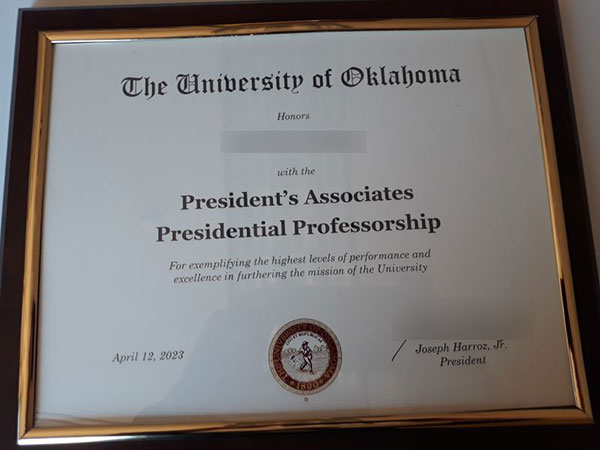 The University of Oklahoma
Honors
with the
President's Associates
Presidential Professorship
For exemplifying the highest levels of performance and
excellence in furthering the mission of the University
April 12, 2023
Joseph Harroz, Jr.
President
1890